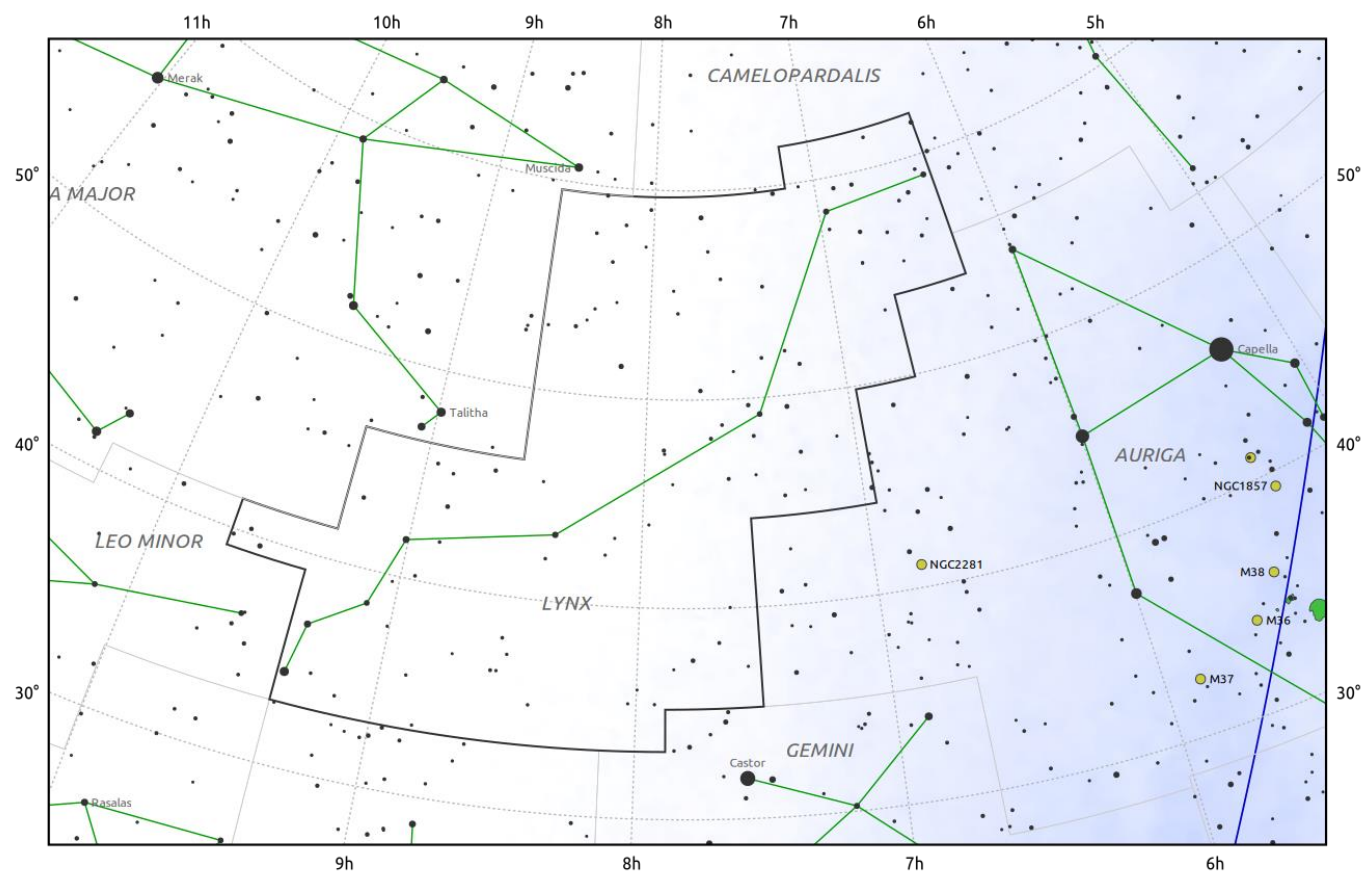 11h 10h 9h 8h 7h 6h 5h
CAMELOPARDALIS
Merak
Muscida
50°
50°
A MAJOR
Capella
Talitha
40°
40°
AURIGA
NGC1857
LEO MINOR
NGC2281
M38
LYNX
M36
M37
30°
30°
GEMINI
Castor
Rasalas
9h 8h 7h 6h